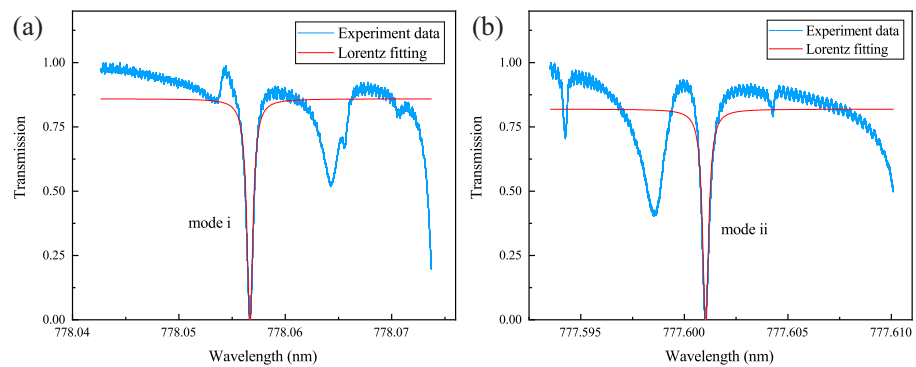 (a)
Experiment data
Lorentz fitting
1.00
0.75
0.50
0.25
0.00
Transmission
mode i
778.04
778.05
778.06
778.07
Wavelength (nm)
(b)
Experiment data
Lorentz fitting
1.00
0.75
0.50
0.25
0.00
Transmission
mode ii
777.595
777.600
777.605
777.610
Wavelength (nm)